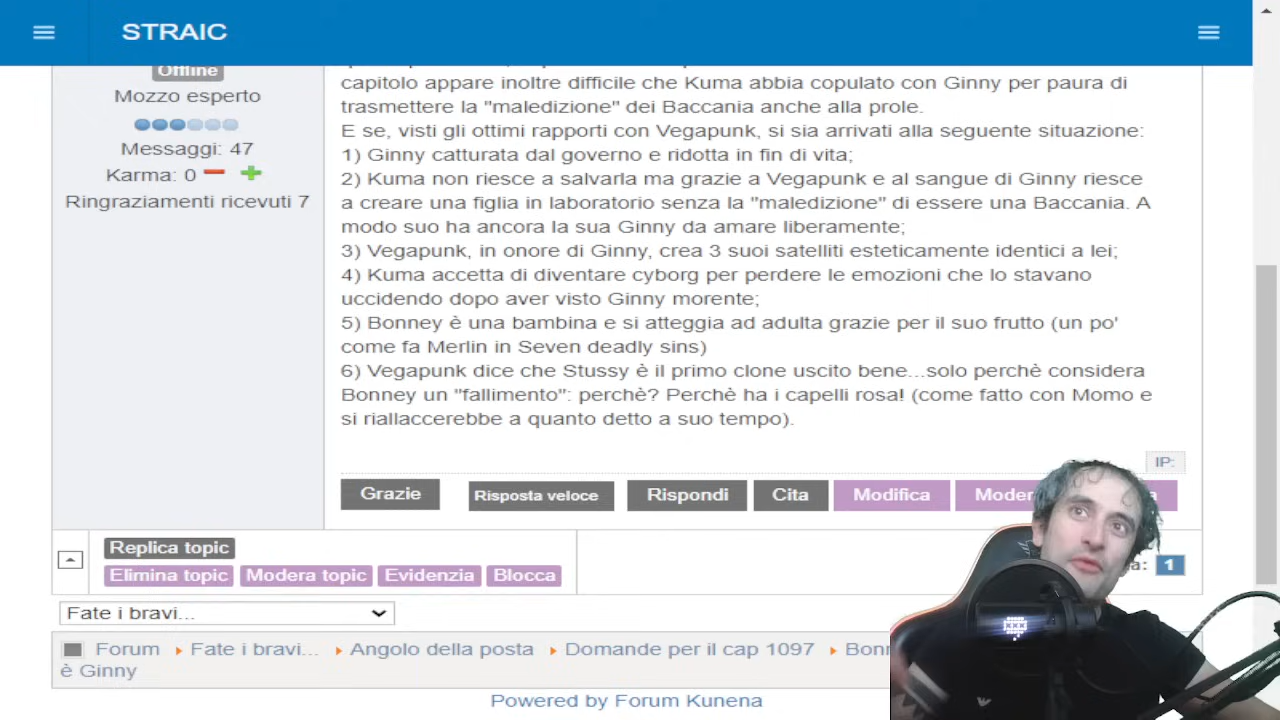 STRAIC
Offline
Mozzo esperto
Messaggi: 47
Karma: 0
Ringraziamenti ricevuti 7
capitolo appare inoltre difficile che Kuma abbia copulato con Ginny per paura di
trasmettere la "maledizione" dei Baccania anche alla prole.
E se, visti gli ottimi rapporti con Vegapunk, si sia arrivati alla seguente situazione:
1) Ginny catturata dal governo e ridotta in fin di vita;
2) Kuma non riesce a salvarla ma grazie a Vegapunk e al sangue di Ginny riesce
a creare una figlia in laboratorio senza la "maledizione" di essere una Baccania. A
modo suo ha ancora la sua Ginny da amare liberamente;
3) Vegapunk, in onore di Ginny, crea 3 suoi satelliti esteticamente identici a lei;
4) Kuma accetta di diventare cyborg per perdere le emozioni che lo stavano
uccidendo dopo aver visto Ginny morente;
5) Bonney è una bambina e si atteggia ad adulta grazie per il suo frutto (un po'
come fa Merlin in Seven deadly sins)
6) Vegapunk dice che Stussy è il primo clone uscito bene...solo perchè considera
Bonney un "fallimento": perchè? Perchè ha i capelli rosa! (come fatto con Momo e
si riallaccerebbe a quanto detto a suo tempo).
IP:
Grazie Risposta veloce Rispondi Cita Modifica
Replica topic
Elimina topic Modera topic Evidenzia Blocca
1
Fate i bravi...
Forum Fate i bravi... Angolo della posta Domande per il cap 1097
è Ginny
Powered by Forum Kunena